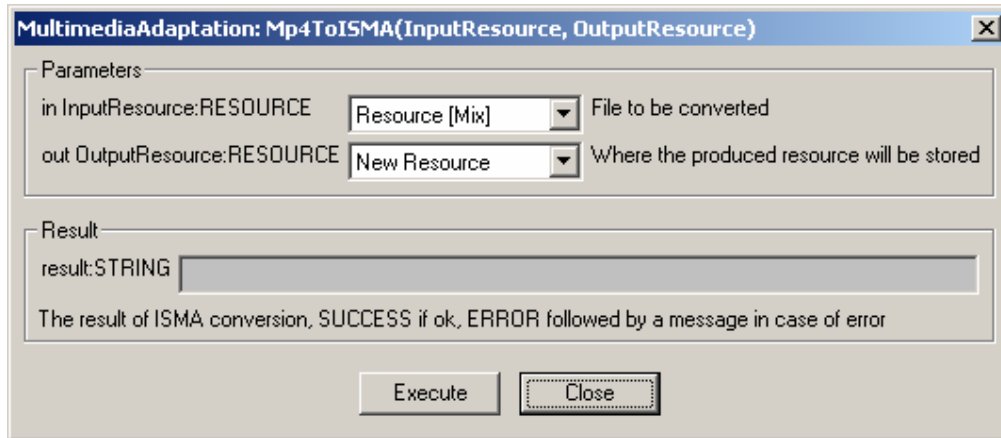 MultimediaAdaptation: Mp4ToISMA(InputResource, OutputResource)
Parameters
in InputResource:RESOURCE Resource [Mix] File to be converted
out OutputResource:RESOURCE New Resource Where the produced resource will be stored
Result
result:STRING
The result of ISMA conversion, SUCCESS if ok, ERROR followed by a message in case of error
Execute Close